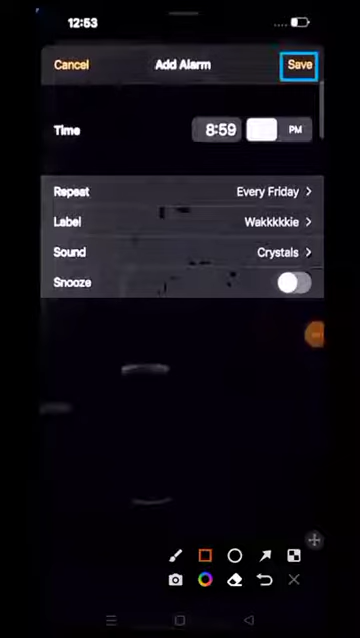 12:53
Cancel Add Alarm Save
Time 8:59 PM
Repeat Every Friday
Label Wakkkkkie
Sound Crystals
Snooze